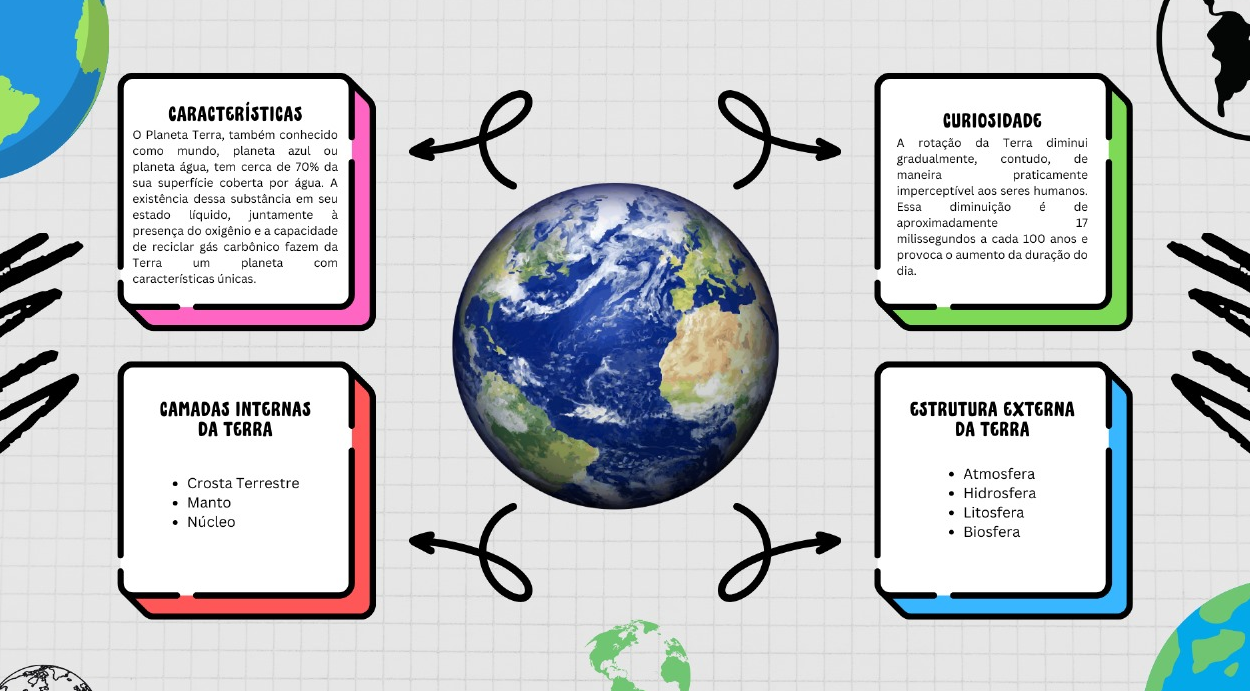 CARACTERÍSTICAS
O Planeta Terra, também conhecido
como mundo, planeta azul ou
planeta água, tem cerca de 70% da
sua superfície coberta por água. A
existência dessa substância em seu
estado líquido, juntamente à
presença do oxigênio e a capacidade
de reciclar gás carbônico fazem da
Terra um planeta com
características únicas.
CURIOSIDADE
A rotação da Terra diminui
gradualmente, contudo, de
maneira praticamente
imperceptível aos seres humanos.
Essa diminuição é de
aproximadamente 17
milissegundos a cada 100 anos e
provoca o aumento da duração do
dia.
CAMADAS INTERNAS
DA TERRA
• Crosta Terrestre
• Manto
• Núcleo
ESTRUTURA EXTERNA
DA TERRA
• Atmosfera
• Hidrosfera
• Litosfera
• Biosfera